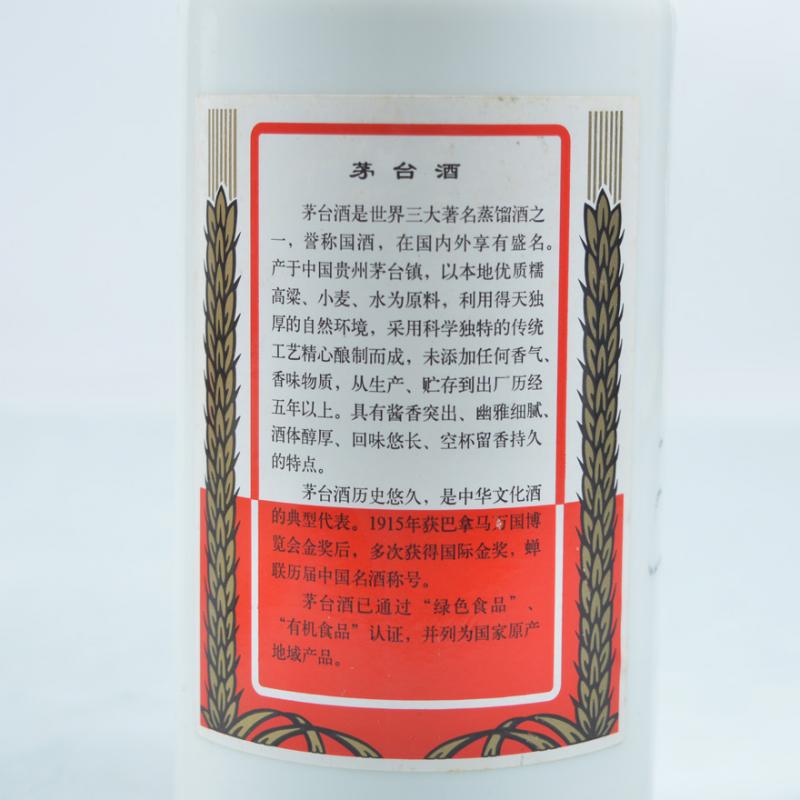 茅台酒
茅台酒是世界三大著名蒸馏酒之
一，誉称国酒，在国内外享有盛名。
产于中国贵州茅台镇，以本地优质糯
高粱、小麦、水为原料，利用得天独
厚的自然环境，采用科学独特的传统
工艺精心酿制而成，未添加任何香气、
香味物质，从生产、贮存到出厂历经
五年以上。具有酱香突出、幽雅细腻、
酒体醇厚、回味悠长、空杯留香持久
的特点。
茅台酒历史悠久，是中华文化酒
的典型代表。1915年获巴拿马万国博
览会金奖后，多次获得国际金奖，蝉
联历届中国名酒称号。
茅台酒已通过“绿色食品”、
“有机食品”认证，并列为国家原产
地域产品。